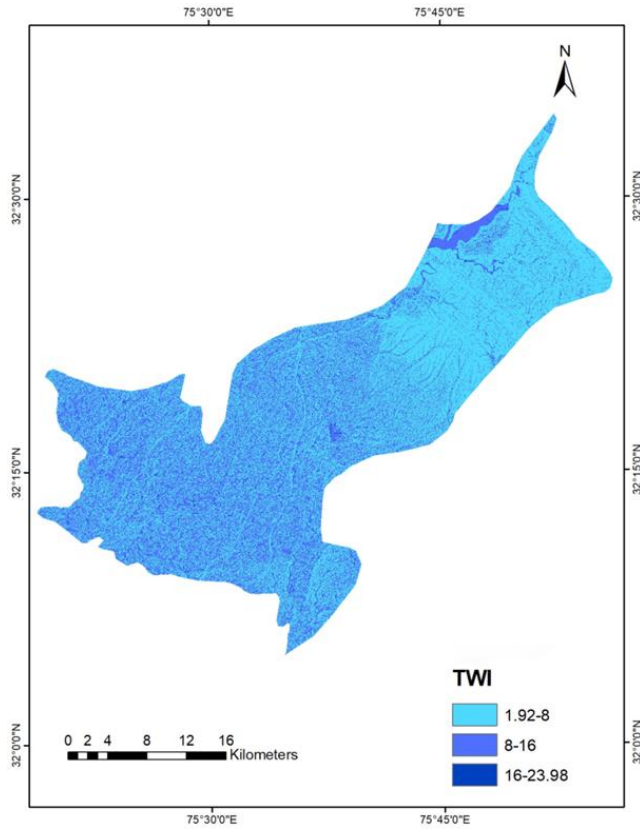 75°30'0"E 75°45'0"E
N
32°30'0"N 32°30'0"N
32°15'0"N 32°15'0"N
TWI
1.92-8
8-16
16-23.98
0 2 4 8 12 16
Kilometers
32°0'0"N 32°0'0"N
75°30'0"E 75°45'0"E